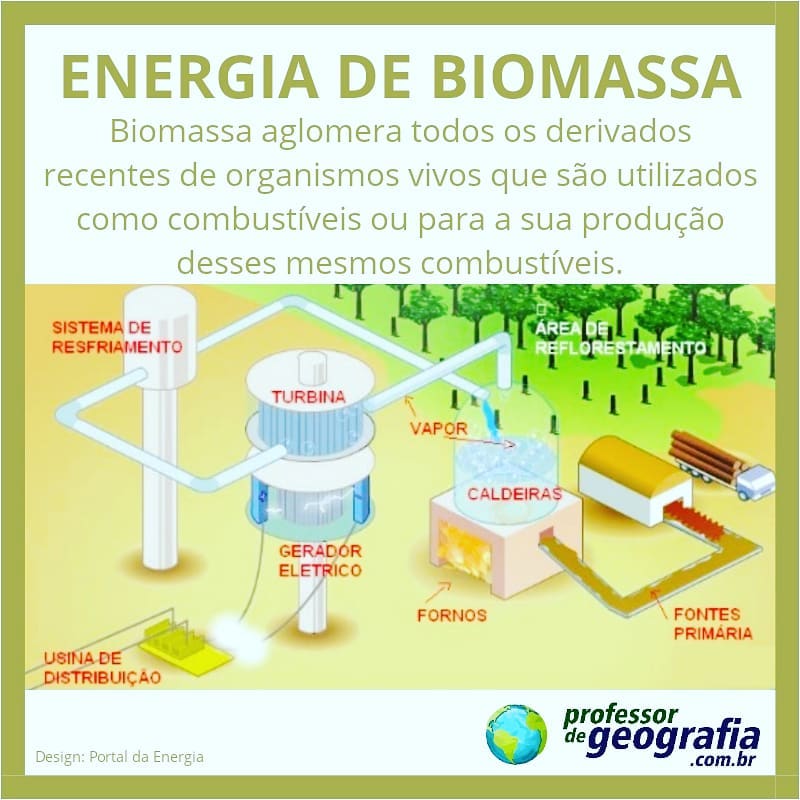 ENERGIA DE BIOMASSA
Biomassa aglomera todos os derivados
recentes de organismos vivos que são utilizados
como combustíveis ou para a sua produção
desses mesmos combustíveis.
SISTEMA DE
RESFRIAMENTO
ÁREA DE
REFLORESTAMENTO
TURBINA
VAPOR
CALDEIRAS
GERADOR
ELETRICO
FORNOS
FONTES
PRIMÁRIA
USINA DE
DISTRIBUIÇÃO
Design: Portal da Energia
professor
de geografia
.com.br